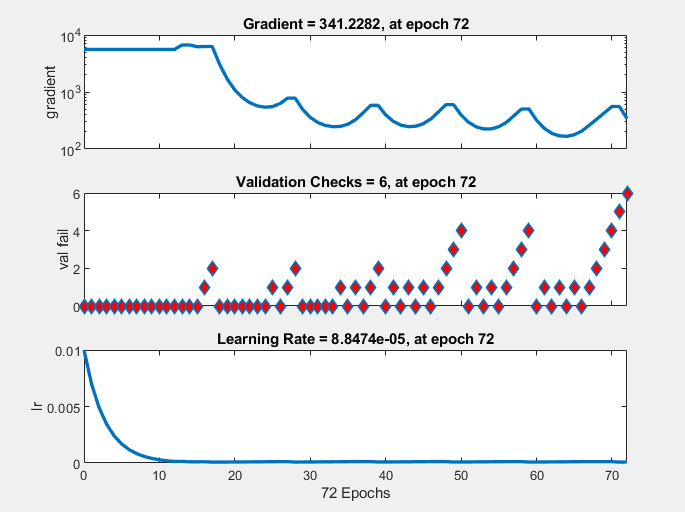 Gradient = 341.2282, at epoch 72
10^4
gradient
10^3
10^2
Validation Checks = 6, at epoch 72
6
4
val fail
2
0
Learning Rate = 8.8474e-05, at epoch 72
0.01
lr
0.005
0
0 10 20 30 40 50 60 70
72 Epochs